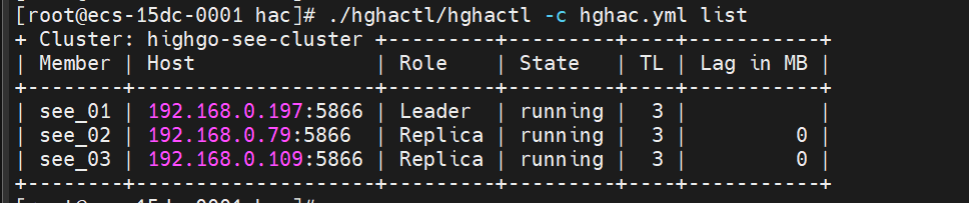 [root@ecs-15dc-0001 hac]# ./hghactl/hghactl -c hghac.yml list
+ Cluster: highgo-see-cluster +---------+---------+----+-----------+
| Member | Host               | Role    | State   | TL | Lag in MB |
+--------+--------------------+---------+---------+----+-----------+
| see_01 | 192.168.0.197:5866 | Leader  | running |  3 |           |
| see_02 | 192.168.0.79:5866  | Replica | running |  3 |         0 |
| see_03 | 192.168.0.109:5866 | Replica | running |  3 |         0 |
+--------+--------------------+---------+---------+----+-----------+